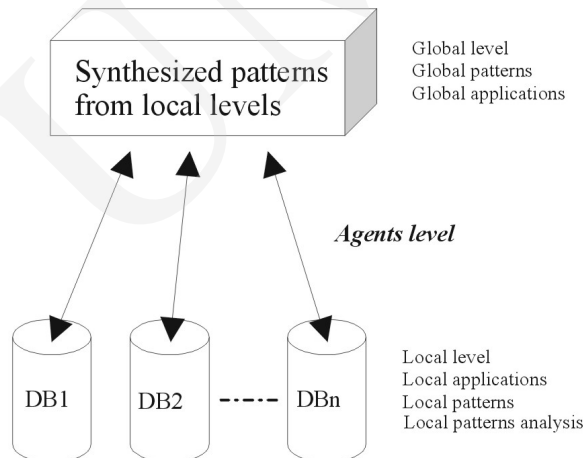 Synthesized patterns
from local levels
Global level
Global patterns
Global applications
Agents level
DB1
DB2
DBn
Local level
Local applications
Local patterns
Local patterns analysis